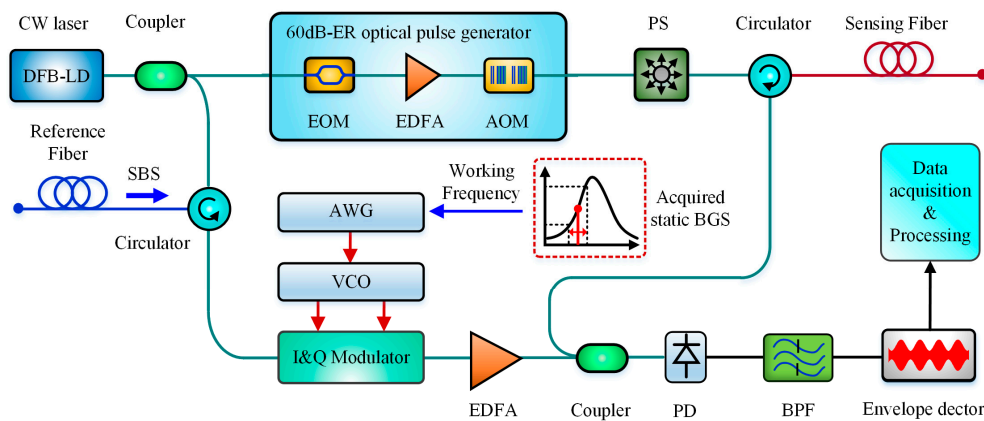 CW laser
Coupler
60dB-ER optical pulse generator
PS
Circulator
Sensing Fiber
DFB-LD
EOM
EDFA
AOM
Reference
Fiber
SBS
Circulator
Working
Frequency
AWG
Acquired
static BGS
Data
acquisition
&
Processing
VCO
I&Q Modulator
EDFA
Coupler
PD
BPF
Envelope dector